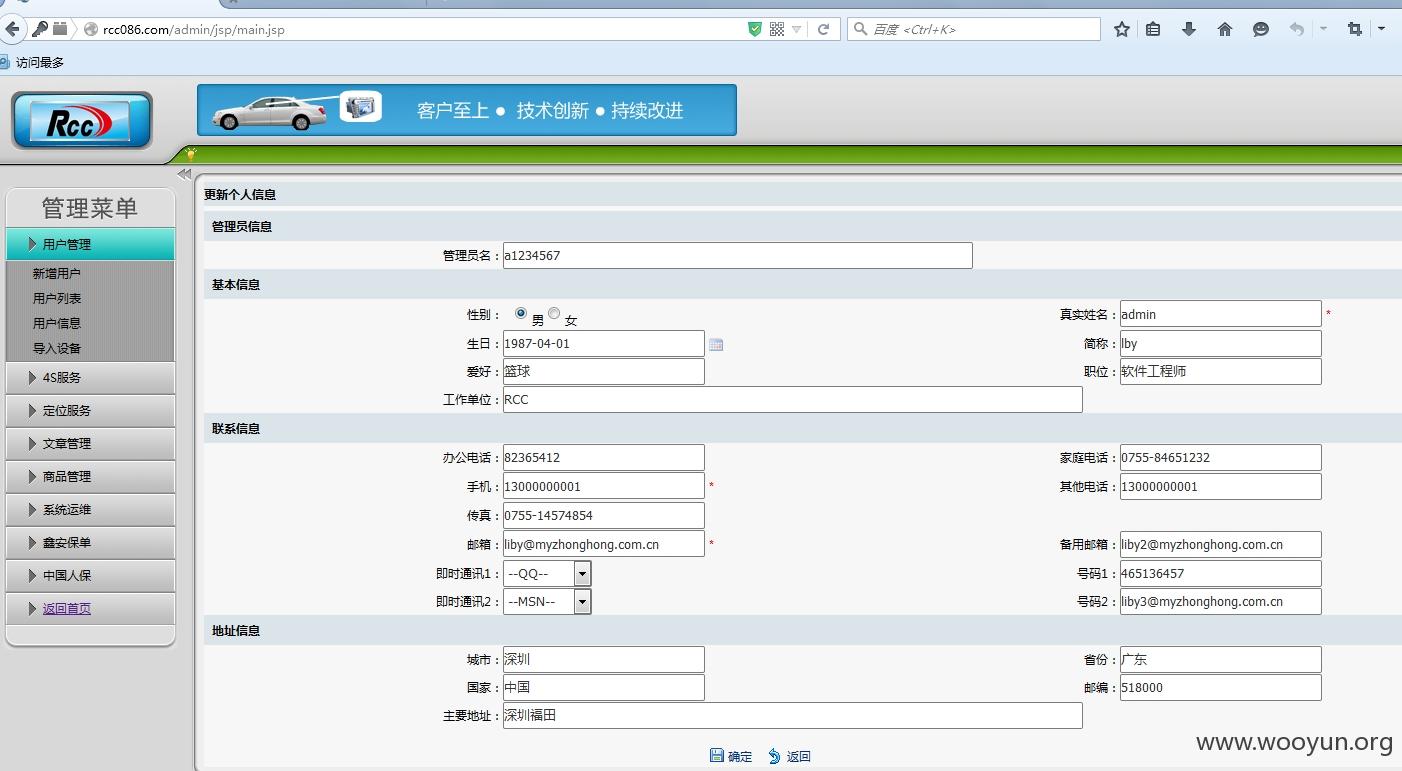 rcc086.com/admin/jsp/main.jsp
百度 <Ctrl+K>
访问最多
Rcc
客户至上 ● 技术创新 ● 持续改进
管理菜单
用户管理
新增用户
用户列表
用户信息
导入设备
4S服务
定位服务
文章管理
商品管理
系统运维
鑫安保单
中国人保
返回首页
更新个人信息
管理员信息
管理员名： a1234567
基本信息
性别： 男 女 真实姓名： admin *
生日： 1987-04-01 简称： lby
爱好： 篮球 职位： 软件工程师
工作单位： RCC
联系信息
办公电话： 82365412 家庭电话： 0755-84651232
手机： 13000000001 * 其他电话： 13000000001
传真： 0755-14574854
邮箱： liby@myzhonghong.com.cn * 备用邮箱： liby2@myzhonghong.com.cn
即时通讯1： --QQ-- 号码1： 465136457
即时通讯2： --MSN-- 号码2： liby3@myzhonghong.com.cn
地址信息
城市： 深圳 省份： 广东
国家： 中国 邮编： 518000
主要地址： 深圳福田
确定 返回
www.wooyun.org